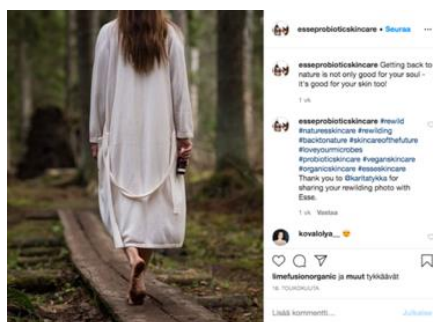 esseprobioticskincare • Seuraa ...
esseprobioticskincare Getting back to
nature is not only good for your soul -
it's good for your skin too!
1 vk
esseprobioticskincare #rewild
#naturesskincare #rewilding
#backtonature #skincareofthefuture
#loveyourmicrobes
#probioticskincare #veganskincare
#organicskincare #esseskincare
Thank you to @karitatykka for
sharing your rewilding photo with
Esse.
1 vk Vastaa
kovalolya__ 😍
limefusionorganic ja muut tykkäävät
16. TOUKOKUUTA
Lisää kommentti... Julkaise